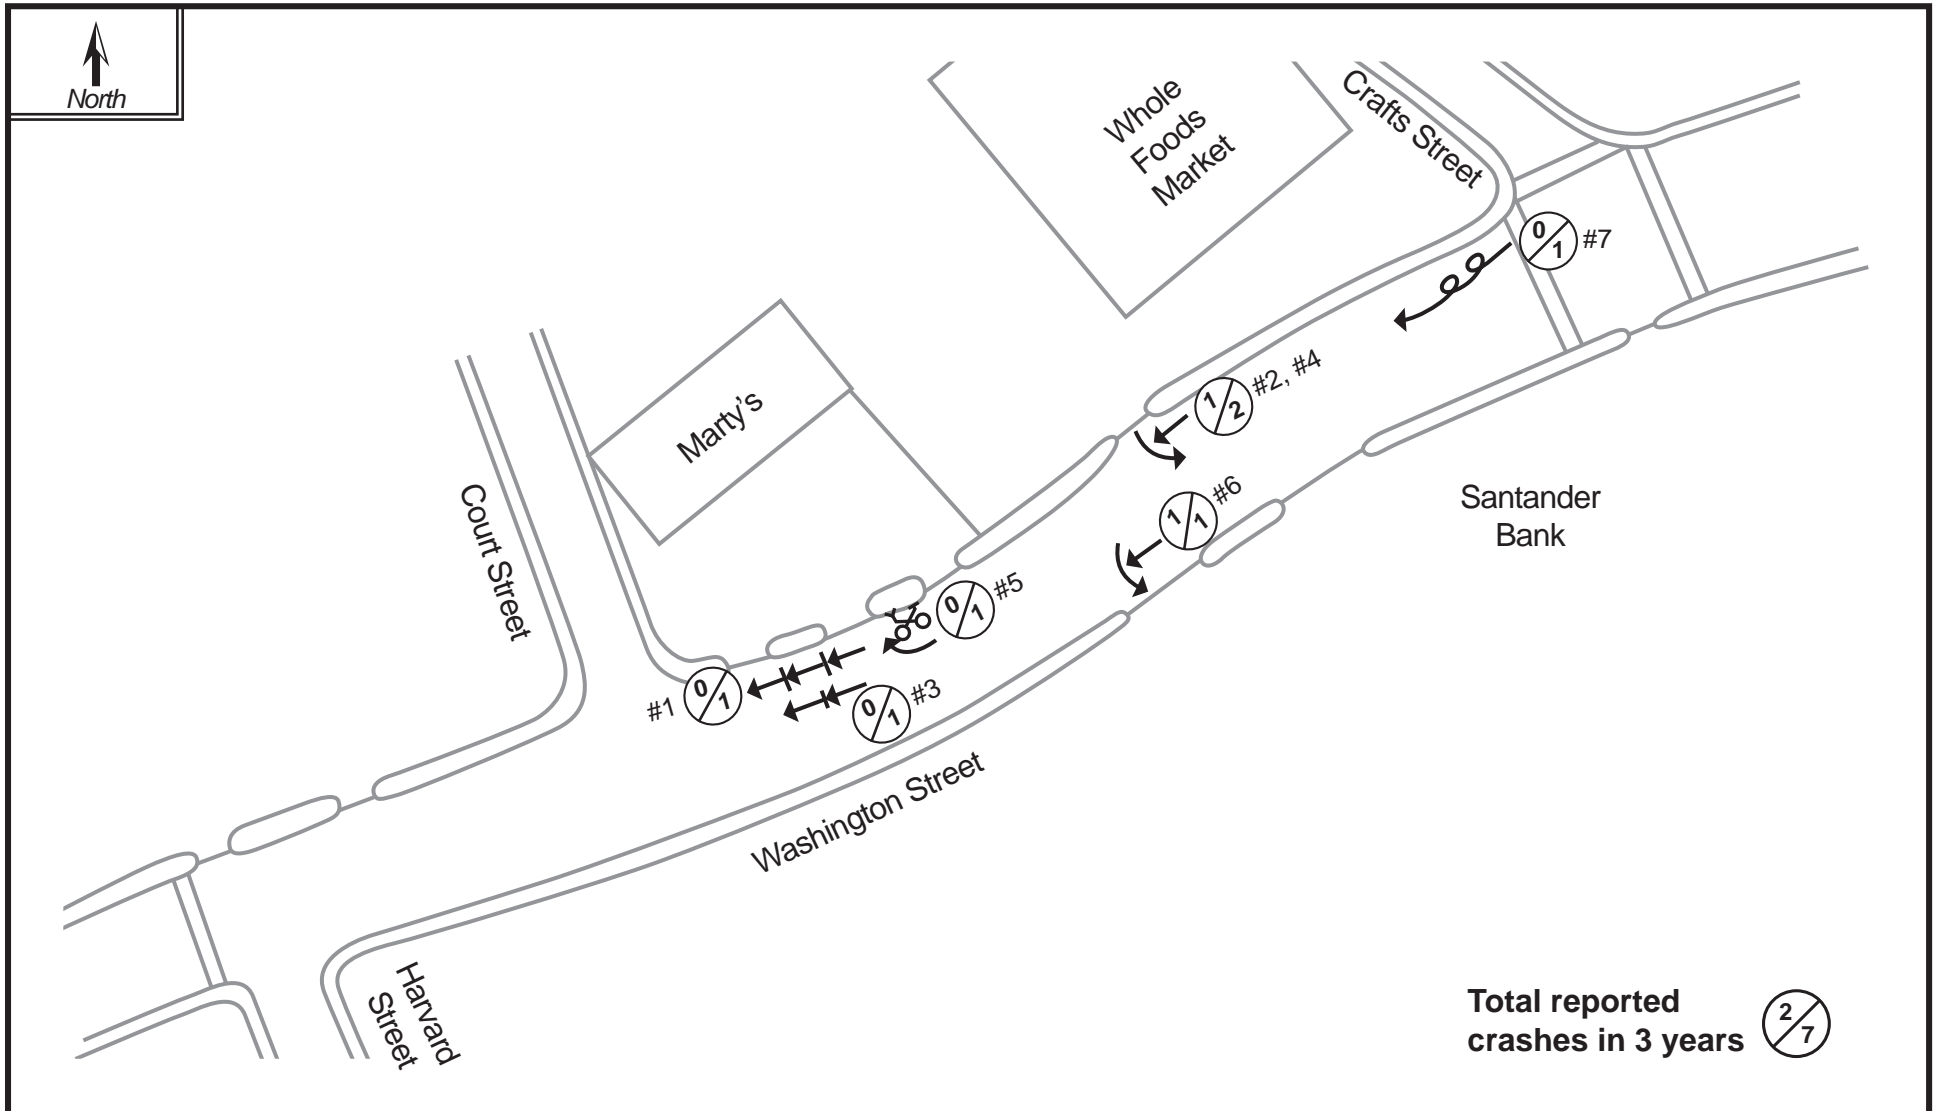 North
Whole
Foods
Market
Crafts Street
0/1 #7
1/2 #2, #4
Marty's
1/1 #6
Santander
Bank
Court Street
0/1 #5
#1 0/1
0/1 #3
Washington Street
Harvard
Street
Total reported
crashes in 3 years
2/7